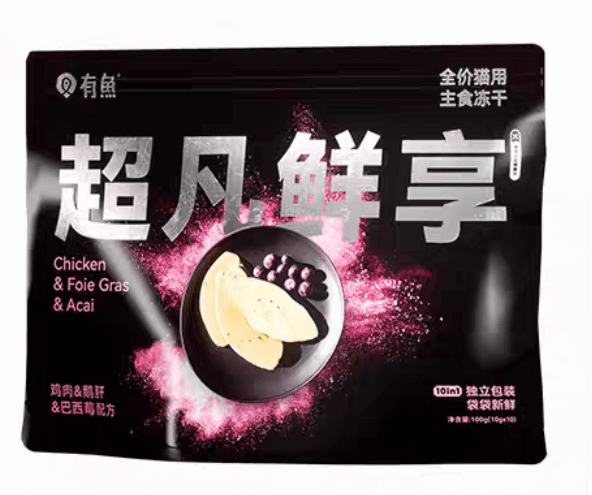 有魚
全价猫用
主食冻干
超凡鲜享
Chicken
& Foie Gras
& Acai
鸡肉&鹅肝
&巴西莓配方
10in1 独立包装
袋袋新鲜
净含量:100g(10gx10)